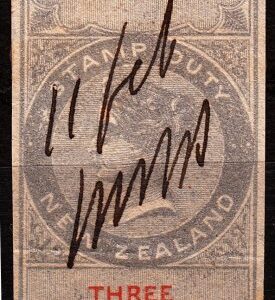 STAMP DUTY
11 Feb
NEW ZEALAND
THREE